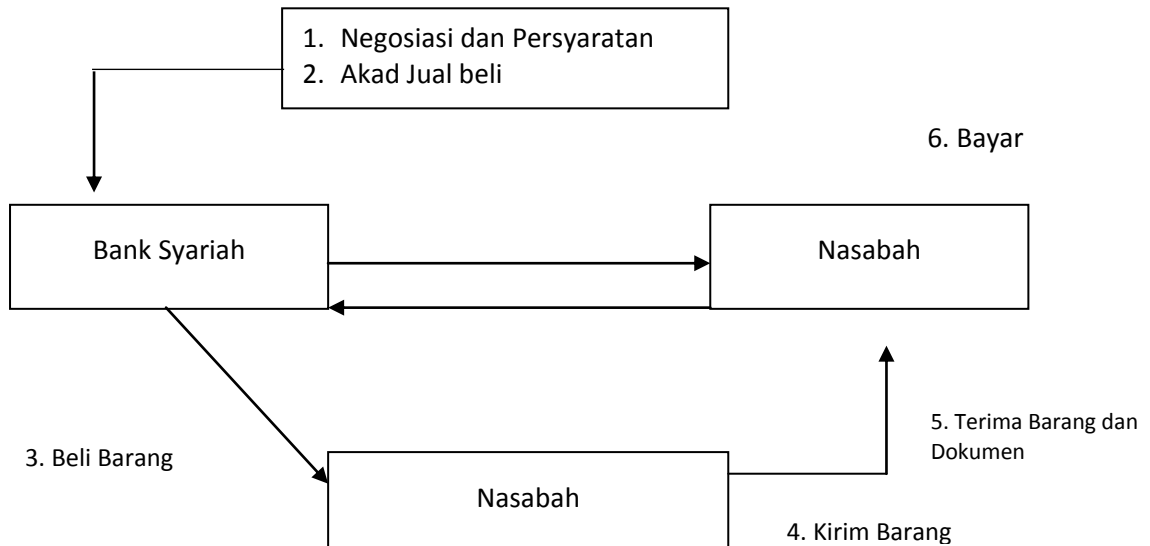 1. Negosiasi dan Persyaratan
2. Akad Jual beli
6. Bayar
Bank Syariah
Nasabah
5. Terima Barang dan
Dokumen
3. Beli Barang
Nasabah
4. Kirim Barang